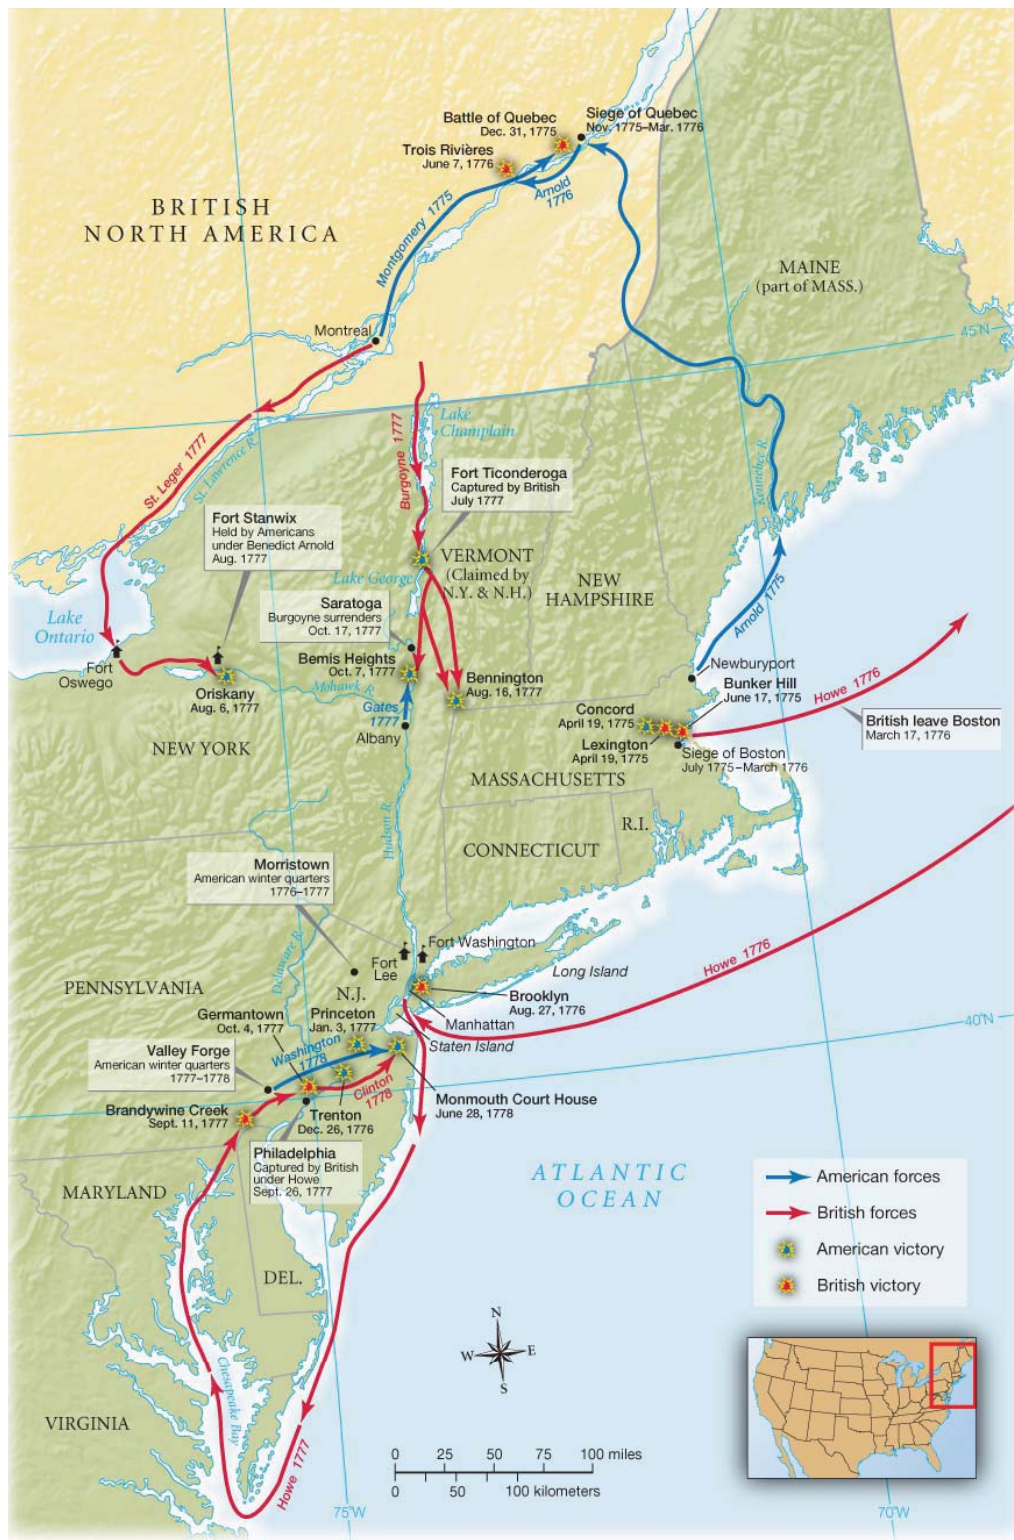 Battle of Quebec
Dec. 31, 1775
Siege of Quebec
Nov. 1775–Mar. 1776
Trois Rivières
June 7, 1776
Arnold
1776
BRITISH
NORTH AMERICA
Montgomery 1775
MAINE
(part of MASS.)
Montreal
45°N
Lake
Champlain
St. Leger 1777
St. Lawrence R.
Burgoyne 1777
Kennebec R.
Fort Ticonderoga
Captured by British
July 1777
Fort Stanwix
Held by Americans
under Benedict Arnold
Aug. 1777
VERMONT
(Claimed by
N.Y. & N.H.)
NEW
HAMPSHIRE
Lake George
Arnold 1775
Lake
Ontario
Saratoga
Burgoyne surrenders
Oct. 17, 1777
Fort
Oswego
Bemis Heights
Oct. 7, 1777
Newburyport
Oriskany
Aug. 6, 1777
Mohawk R.
Bennington
Aug. 16, 1777
Bunker Hill
June 17, 1775
Howe 1776
Gates
1777
Concord
April 19, 1775
British leave Boston
March 17, 1776
Albany
Lexington
April 19, 1775
Siege of Boston
July 1775–March 1776
NEW YORK
MASSACHUSETTS
Hudson R.
R.I.
CONNECTICUT
Morristown
American winter quarters
1776–1777
Delaware R.
Fort Washington
Fort
Lee
Long Island
Howe 1776
PENNSYLVANIA
N.J.
Brooklyn
Aug. 27, 1776
Germantown
Oct. 4, 1777
Princeton
Jan. 3, 1777
Manhattan
40°N
Staten Island
Valley Forge
American winter quarters
1777–1778
Washington
1778
Clinton
1778
Monmouth Court House
June 28, 1778
Brandywine Creek
Sept. 11, 1777
Trenton
Dec. 26, 1776
Philadelphia
Captured by British
under Howe
Sept. 26, 1777
ATLANTIC
OCEAN
MARYLAND
American forces
British forces
American victory
British victory
DEL.
N
W
E
S
Chesapeake Bay
VIRGINIA
Howe 1777
0 25 50 75 100 miles
0 50 100 kilometers
75°W
70°W